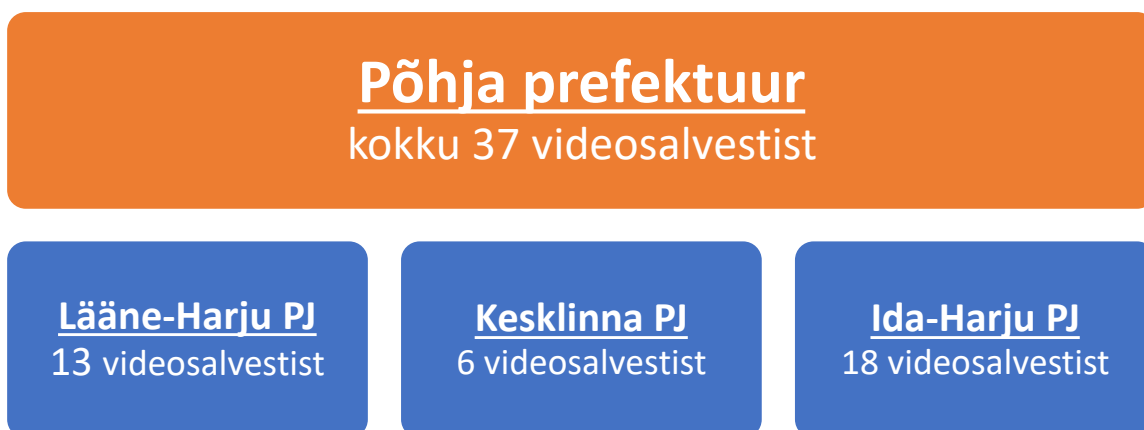 Põhja prefektuur
kokku 37 videosalvestist
Lääne-Harju PJ
13 videosalvestist
Kesklinna PJ
6 videosalvestist
Ida-Harju PJ
18 videosalvestist